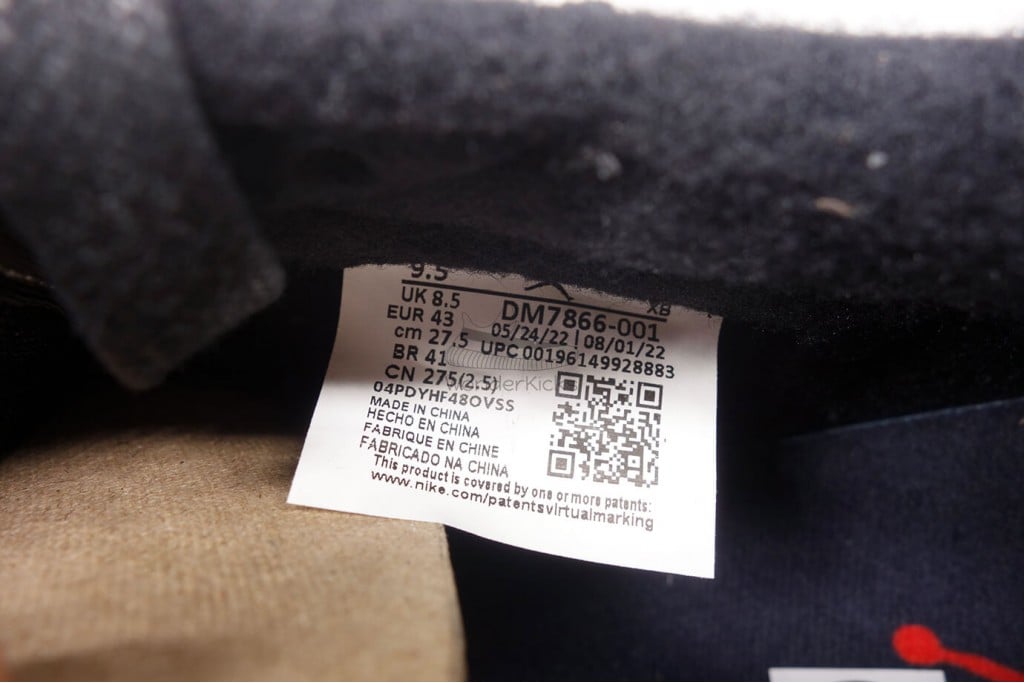 9.5
UK 8.5
EUR 43
cm 27.5
BR 41
CN 275(2.5)
04PDYHF48OVSS
XB
DM7866-001
05/24/22 | 08/01/22
UPC 00196149928883
MADE IN CHINA
HECHO EN CHINA
FABRIQUE EN CHINE
FABRICADO NA CHINA
This product is covered by one or more patents:
www.nike.com/patentsvirtualmarking